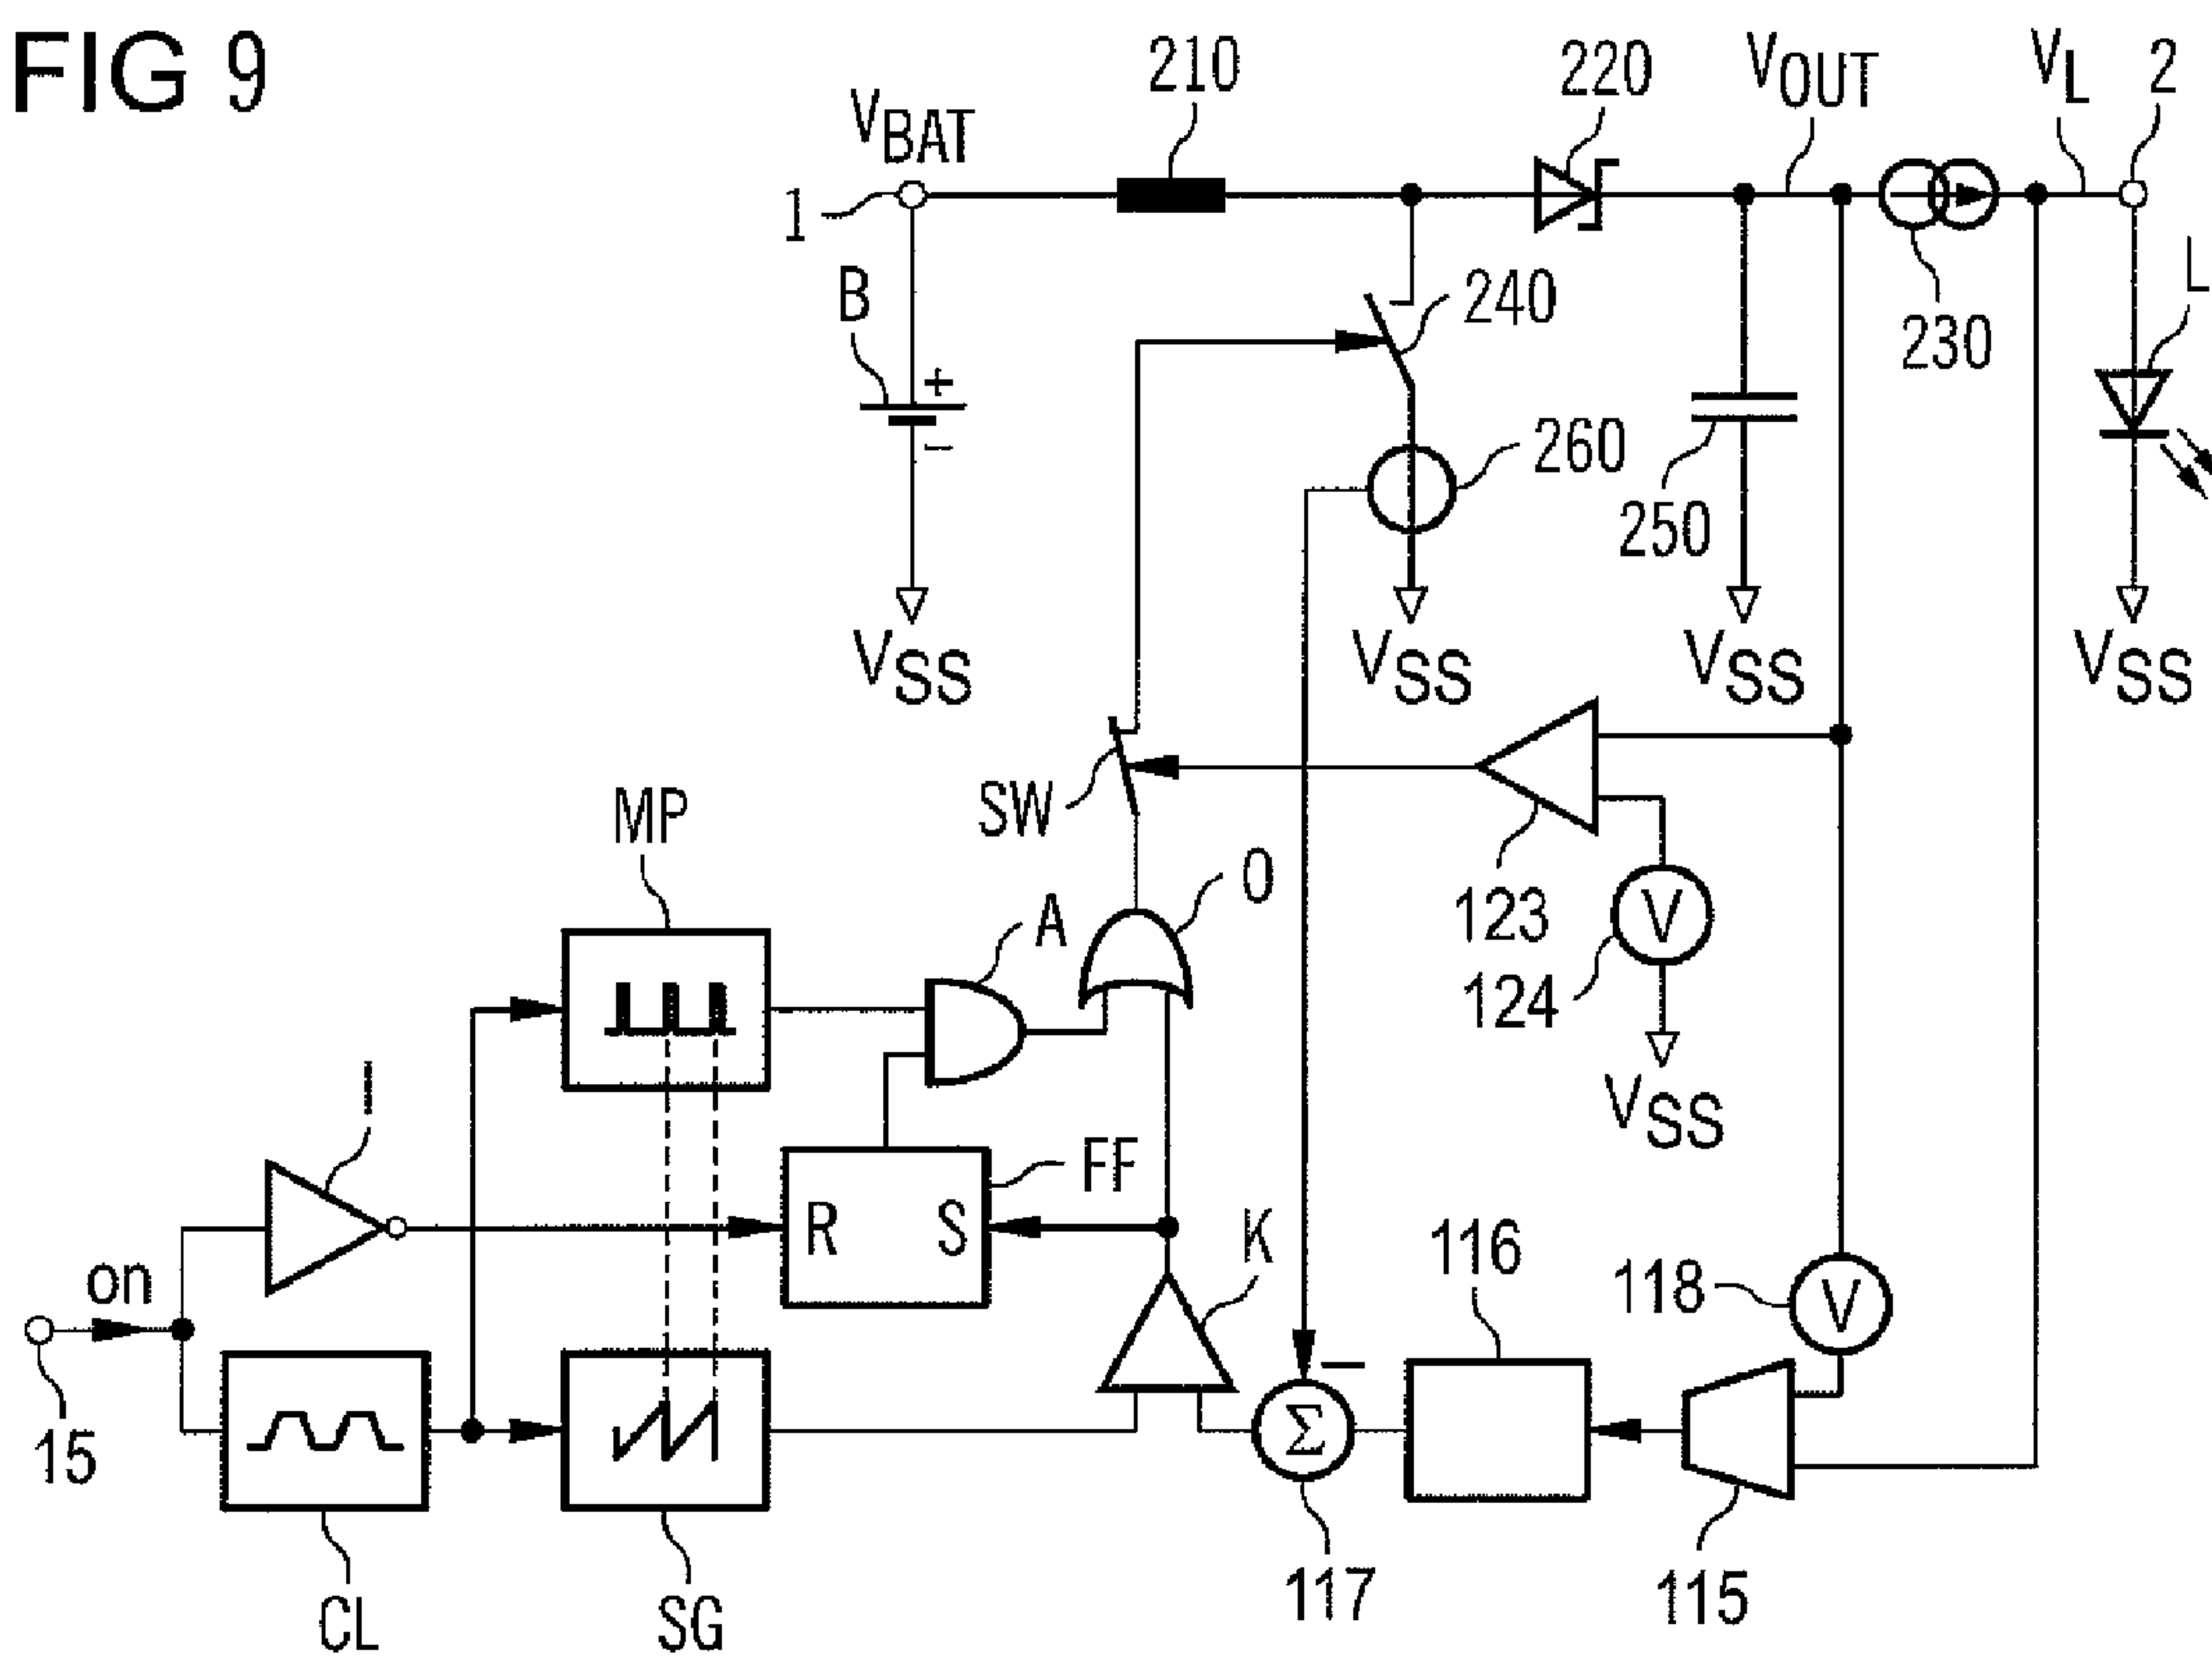 FIG 9
210
220
VOUT
VL
2
VBAT
1
B
+
−
240
230
L
260
250
VSS
VSS
VSS
VSS
SW
MP
O
A
123
V
124
VSS
I
FF
R
S
K
116
118
V
on
−
15
Σ
117
115
CL
SG